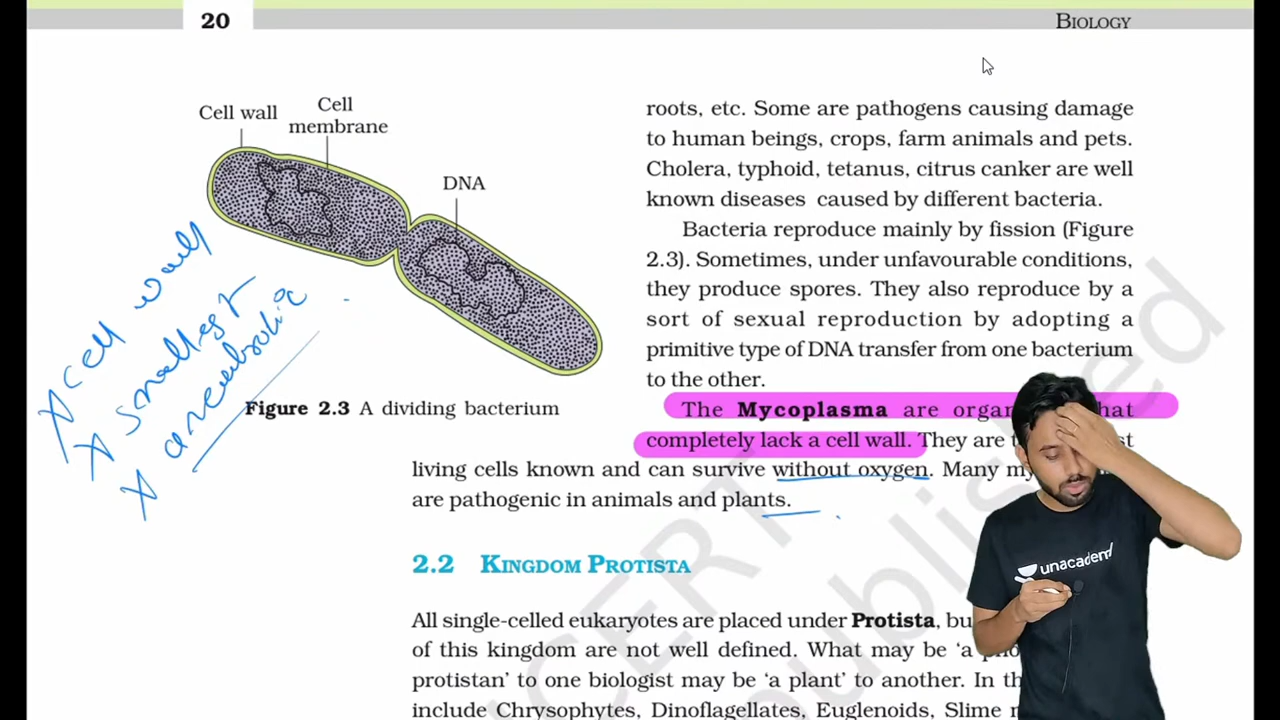 20
BIOLOGY
Cell wall
Cell
membrane
DNA
Figure 2.3 A dividing bacterium
cell wall
smallest
roots, etc. Some are pathogens causing damage
to human beings, crops, farm animals and pets.
Cholera, typhoid, tetanus, citrus canker are well
known diseases caused by different bacteria.
Bacteria reproduce mainly by fission (Figure
2.3). Sometimes, under unfavourable conditions,
they produce spores. They also reproduce by a
sort of sexual reproduction by adopting a
primitive type of DNA transfer from one bacterium
to the other.
The Mycoplasma are organ hat
completely lack a cell wall. They are t st
living cells known and can survive without oxygen. Many my
are pathogenic in animals and plants.
2.2 KINGDOM PROTISTA
All single-celled eukaryotes are placed under Protista, bu
of this kingdom are not well defined. What may be 'a pho
protistan' to one biologist may be 'a plant' to another. In th
include Chrysophytes, Dinoflagellates, Euglenoids, Slime m
unacademy